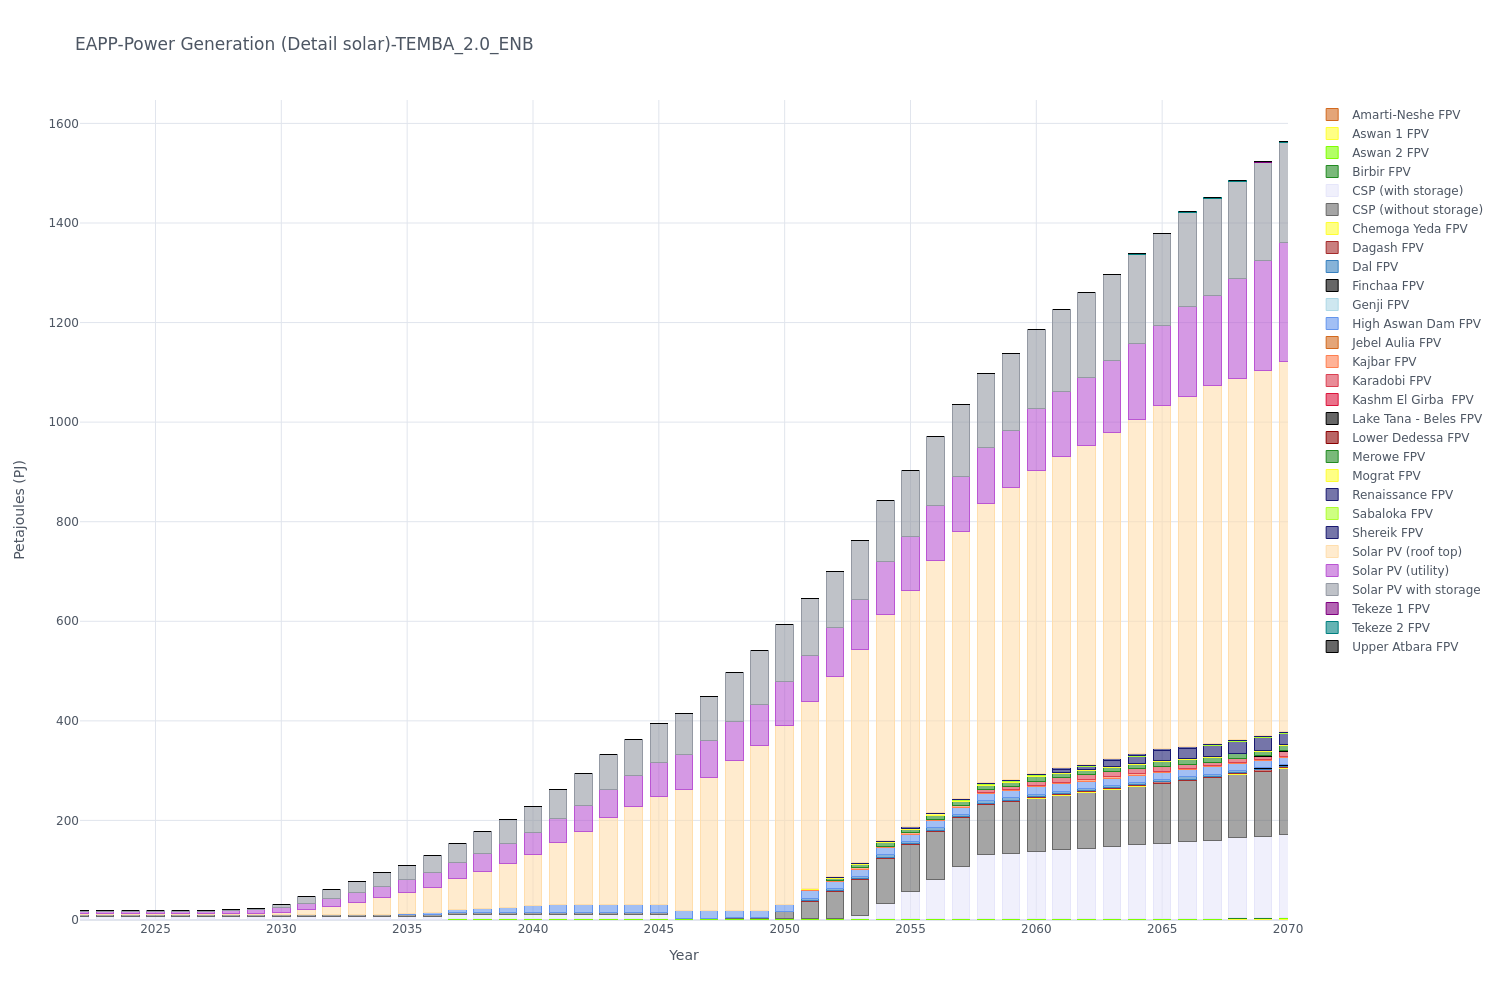 EAPP-Power Generation (Detail solar)-TEMBA_2.0_ENB
Petajoules (PJ)
1600
1400
1200
1000
800
600
400
200
0
2025
2030
2035
2040
2045
2050
2055
2060
2065
2070
Year
Amarti-Neshe FPV
Aswan 1 FPV
Aswan 2 FPV
Birbir FPV
CSP (with storage)
CSP (without storage)
Chemoga Yeda FPV
Dagash FPV
Dal FPV
Finchaa FPV
Genji FPV
High Aswan Dam FPV
Jebel Aulia FPV
Kajbar FPV
Karadobi FPV
Kashm El Girba  FPV
Lake Tana - Beles FPV
Lower Dedessa FPV
Merowe FPV
Mograt FPV
Renaissance FPV
Sabaloka FPV
Shereik FPV
Solar PV (roof top)
Solar PV (utility)
Solar PV with storage
Tekeze 1 FPV
Tekeze 2 FPV
Upper Atbara FPV